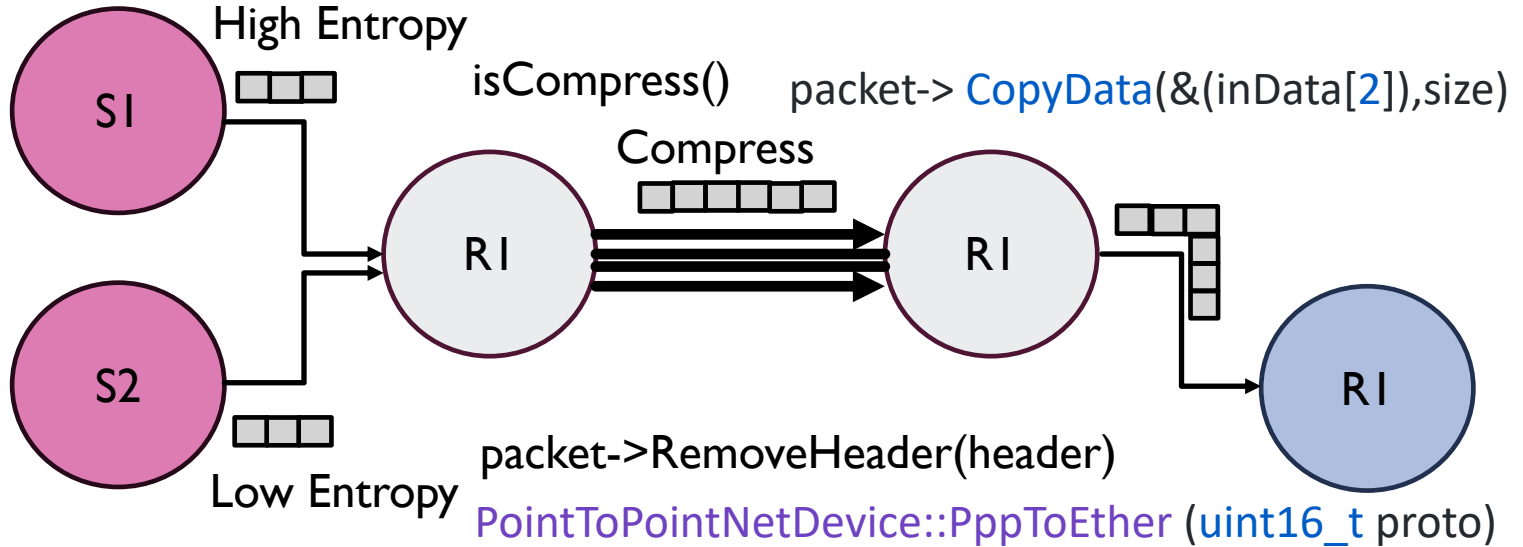 High Entropy
isCompress()
packet-> CopyData(&(inData[2]),size)
S1
Compress
R1
R1
S2
R1
Low Entropy
packet->RemoveHeader(header)
PointToPointNetDevice::PppToEther (uint16_t proto)